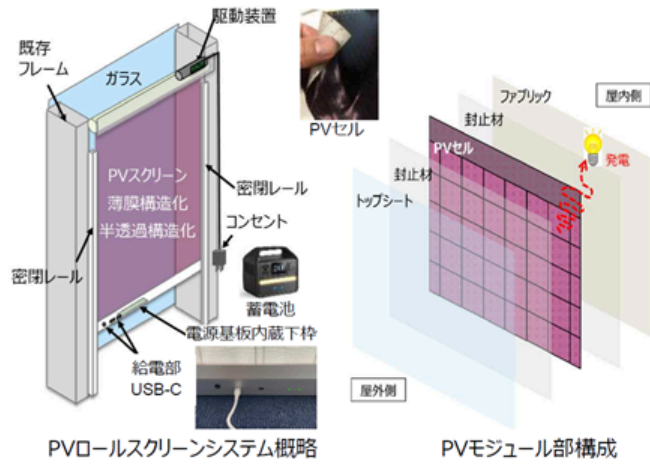 駆動装置
既存
フレーム
ガラス
PVセル
密閉レール
PVスクリーン
薄膜構造化
半透過構造化
コンセント
密閉レール
蓄電池
電源基板内蔵下枠
給電部
USB-C
PVロールスクリーンシステム概略
ファブリック
屋内側
封止材
PVセル
発電
封止材
トップシート
屋外側
PVモジュール部構成